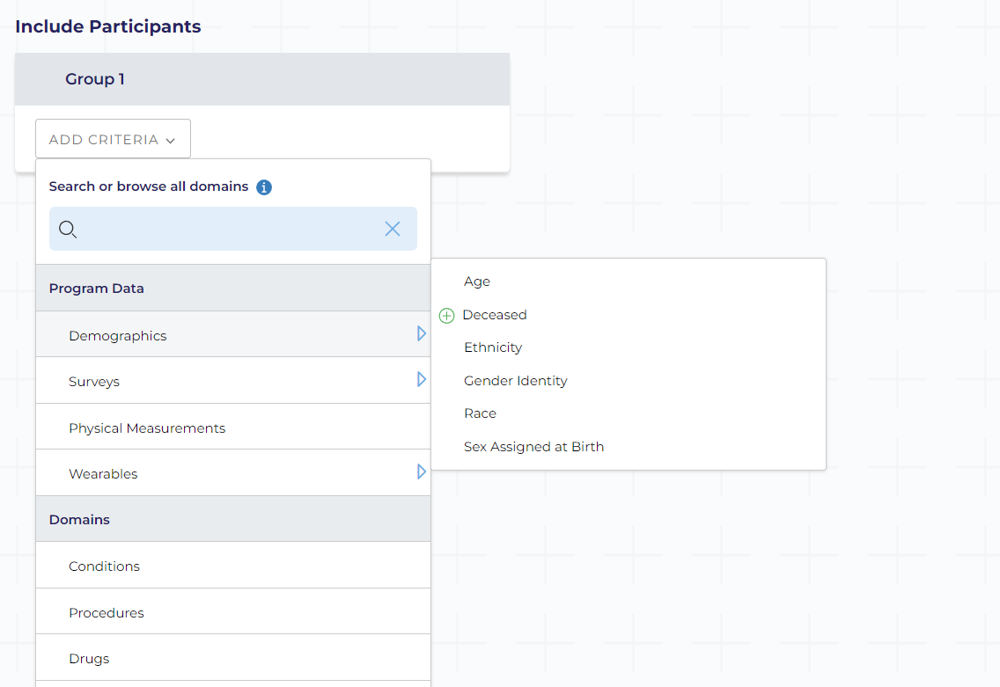 Include Participants
Group 1
ADD CRITERIA
Search or browse all domains
Program Data
Demographics
Surveys
Physical Measurements
Wearables
Domains
Conditions
Procedures
Drugs
Age
Deceased
Ethnicity
Gender Identity
Race
Sex Assigned at Birth